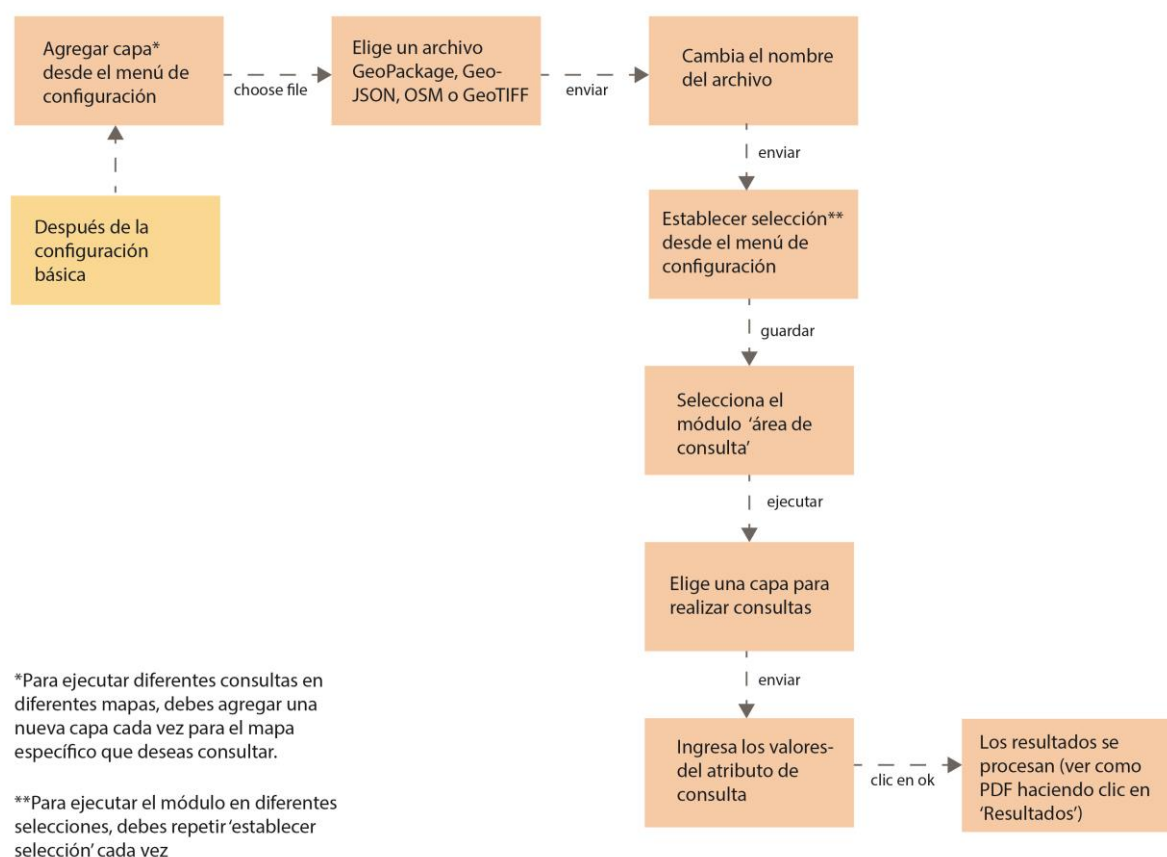 Agregar capa*
desde el menú de
configuración
choose file
Elige un archivo
GeoPackage, Geo-
JSON, OSM o GeoTIFF
enviar
Cambia el nombre
del archivo
enviar
Después de la
configuración
básica
Establecer selección**
desde el menú de
configuración
guardar
Selecciona el
módulo ‘área de
consulta’
ejecutar
Elige una capa para
realizar consultas
enviar
Ingresa los valores-
del atributo de
consulta
clic en ok
Los resultados se
procesan (ver como
PDF haciendo clic en
‘Resultados’)
*Para ejecutar diferentes consultas en
diferentes mapas, debes agregar una
nueva capa cada vez para el mapa
específico que deseas consultar.
**Para ejecutar el módulo en diferentes
selecciones, debes repetir ‘establecer
selección’ cada vez